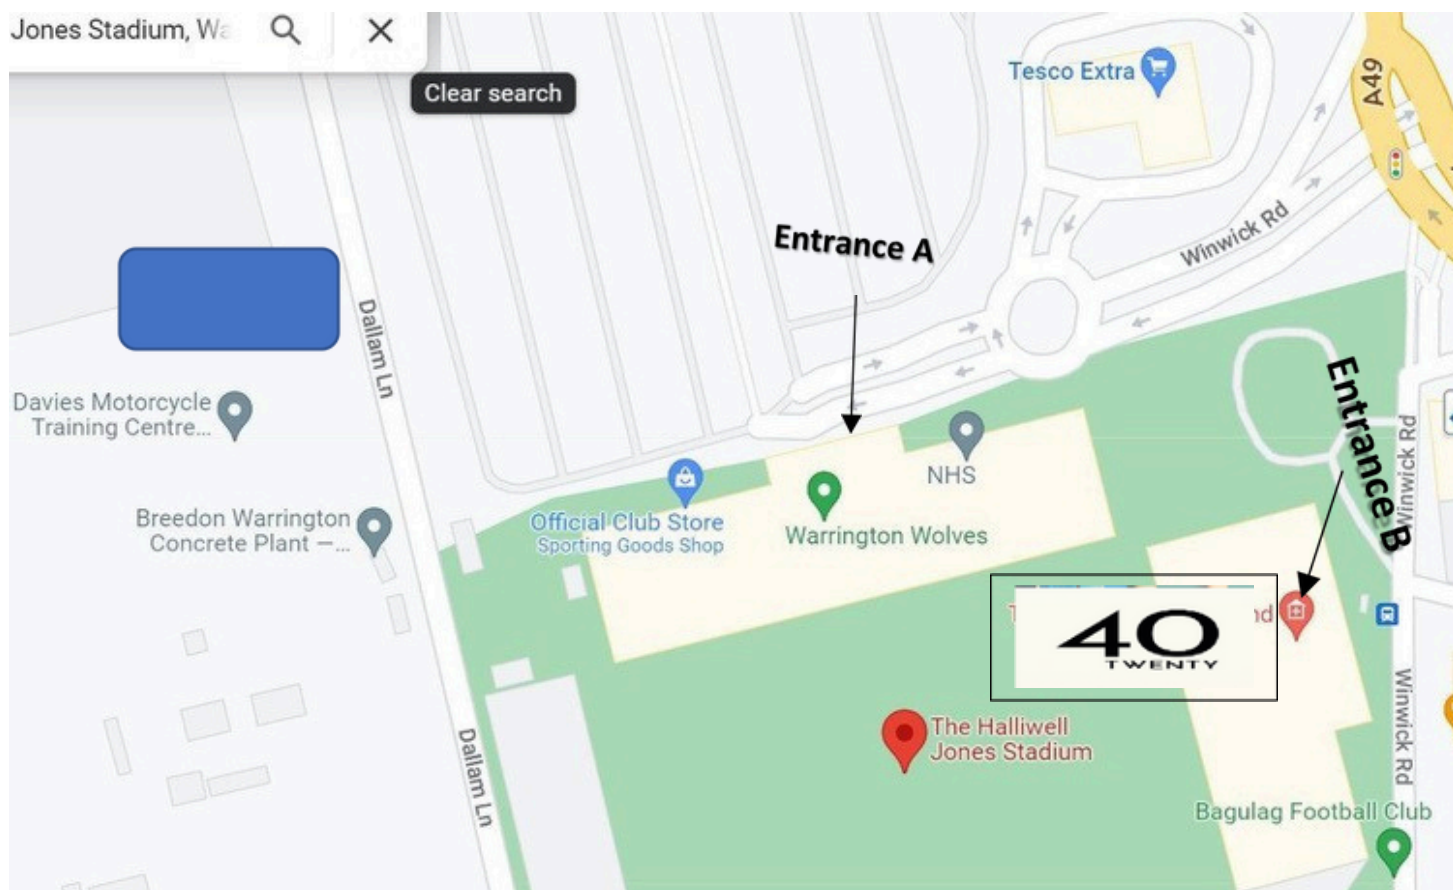 Jones Stadium,
Clear search
Tesco Extra
A49
Entrance A
Winwick Rd
Dallam Ln
Entrance B
Davies Motorcycle
Training Centre...
NHS
Winwick Rd
Official Club Store
Sporting Goods Shop
Warrington Wolves
Breedon Warrington
Concrete Plant —...
40
TWENTY
The Halliwell
Jones Stadium
Winwick Rd
Dallam Ln
Bagulag Football Club